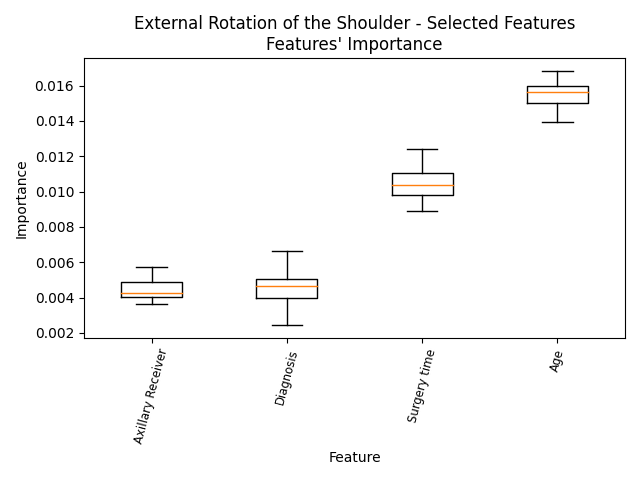 External Rotation of the Shoulder - Selected Features
Features' Importance
0.016
0.014
0.012
0.010
0.008
0.006
0.004
0.002
Importance
Axillary Receiver
Diagnosis
Surgery time
Age
Feature